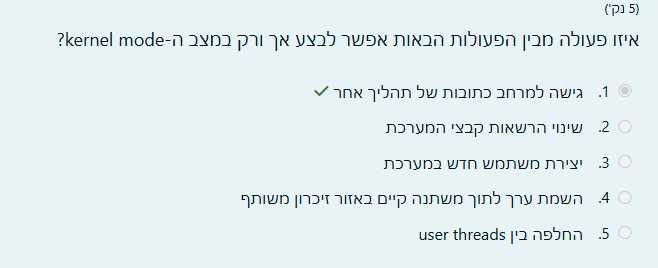 (5 נק')
איזו פעולה מבין הפעולות הבאות אפשר לבצע אך ורק במצב ה-kernel mode?
1. גישה למרחב כתובות של תהליך אחר
2. שינוי הרשאות קבצי המערכת
3. יצירת משתמש חדש במערכת
4. השמת ערך לתוך משתנה קיים באזור זיכרון משותף
5. החלפה בין user threads